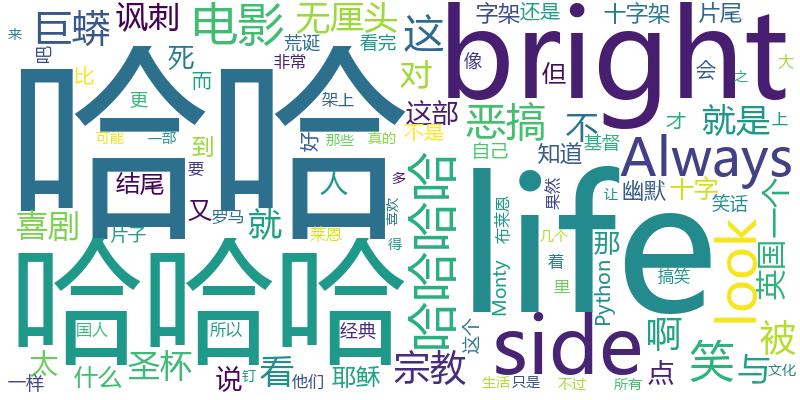 来 巨蟒 讽刺 电影 无厘头 这 bright 字架 还是 十字架 片尾
吧 比 死 荒诞 看完 非常 对 像 但 会 之 大
哈哈 更 而 架上 这部 恶搞 不 才 就是 上
可能 一部 到 好 那些 真的 不是 自己 知道 基督 Always
结尾 要 人 多 哈哈哈哈 life 果然 幽默 十字 让 一个
喜剧 片子 又 罗马 就 莱恩 喜欢 得 布莱恩 几个 那 笑话 look 英国
哈哈哈 国人 所以 经典 Monty 着 里 Python 搞笑
太 圣杯 什么 说 钉 看 他们 耶稣 宗教 这个 side 啊 笑 与 被
一样 生活 只是 不过 所有 点 文化